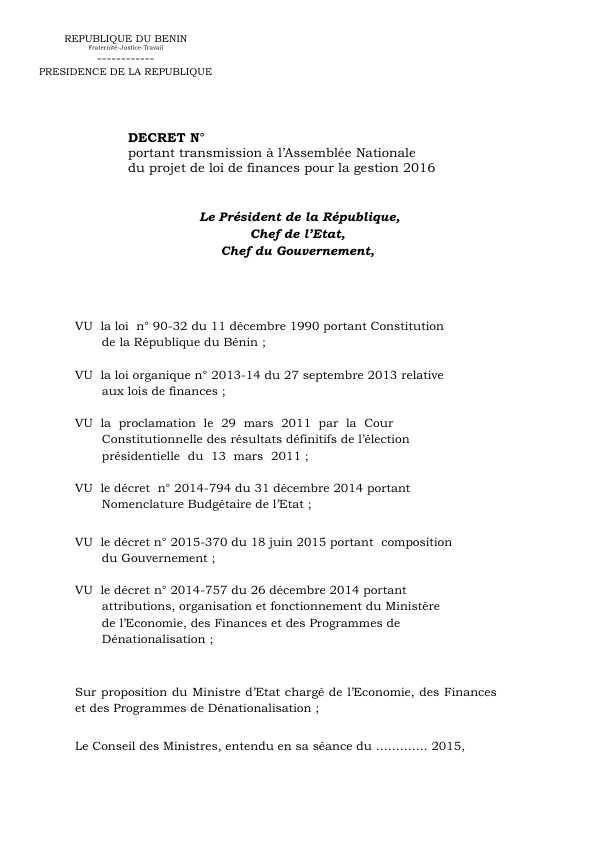 REPUBLIQUE DU BENIN
Fraternité-Justice-Travail
------------
PRESIDENCE DE LA REPUBLIQUE
DECRET N°
portant transmission à l’Assemblée Nationale
du projet de loi de finances pour la gestion 2016
Le Président de la République,
Chef de l’Etat,
Chef du Gouvernement,
VU la loi n° 90-32 du 11 décembre 1990 portant Constitution
de la République du Bénin ;
VU la loi organique n° 2013-14 du 27 septembre 2013 relative
aux lois de finances ;
VU la proclamation le 29 mars 2011 par la Cour
Constitutionnelle des résultats définitifs de l’élection
présidentielle du 13 mars 2011 ;
VU le décret n° 2014-794 du 31 décembre 2014 portant
Nomenclature Budgétaire de l’Etat ;
VU le décret n° 2015-370 du 18 juin 2015 portant composition
du Gouvernement ;
VU le décret n° 2014-757 du 26 décembre 2014 portant
attributions, organisation et fonctionnement du Ministère
de l’Economie, des Finances et des Programmes de
Dénationalisation ;
Sur proposition du Ministre d’Etat chargé de l’Economie, des Finances
et des Programmes de Dénationalisation ;
Le Conseil des Ministres, entendu en sa séance du …………. 2015,